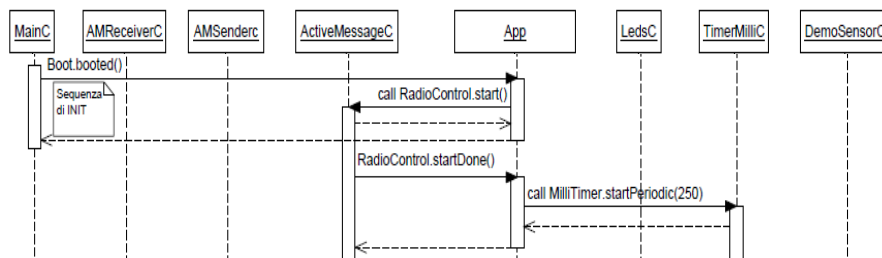 MainC
AMReceiverC
AMSenderc
ActiveMessageC
App
LedsC
TimerMilliC
DemoSensorC
Boot.booted()
Sequenza
di INIT
call RadioControl.start()
RadioControl.startDone()
call MilliTimer.startPeriodic(250)